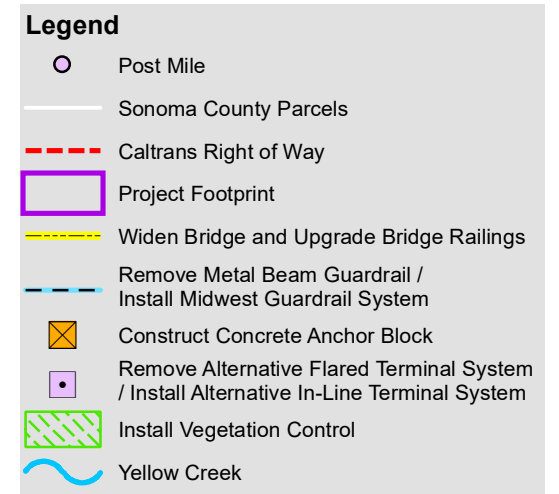 Legend
Post Mile
Sonoma County Parcels
Caltrans Right of Way
Project Footprint
Widen Bridge and Upgrade Bridge Railings
Remove Metal Beam Guardrail /
Install Midwest Guardrail System
Construct Concrete Anchor Block
Remove Alternative Flared Terminal System
/ Install Alternative In-Line Terminal System
Install Vegetation Control
Yellow Creek